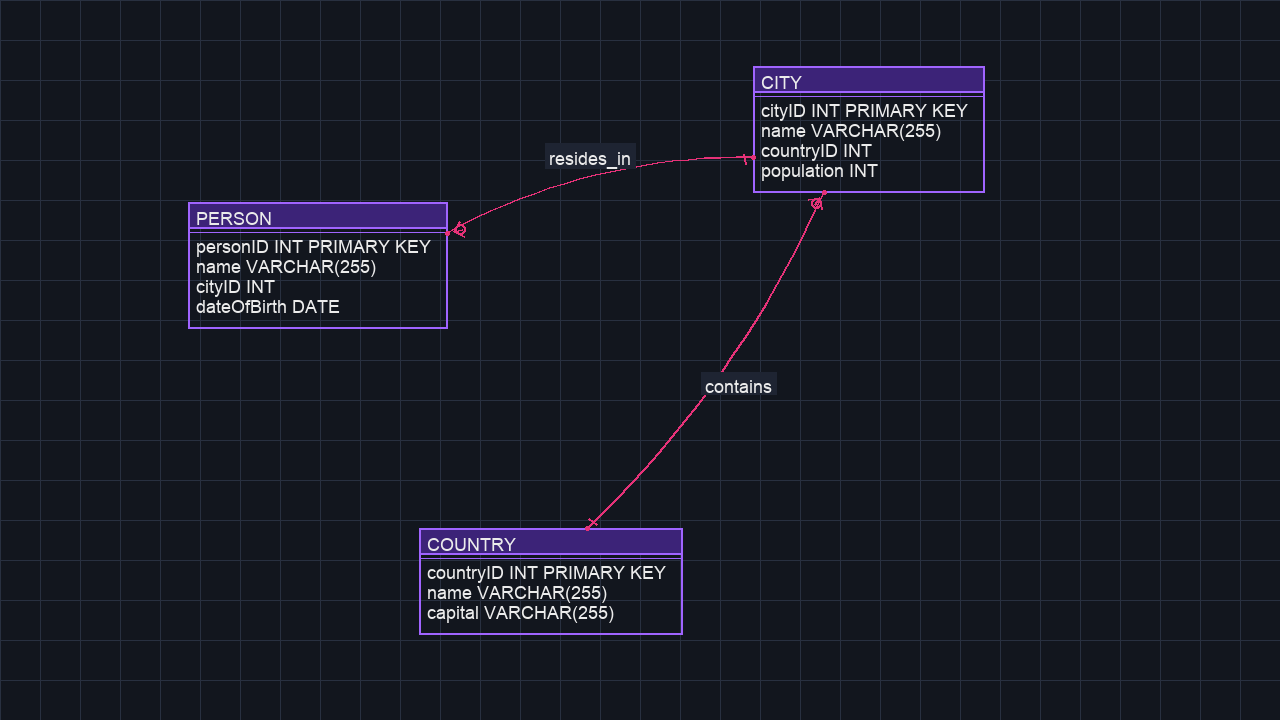 CITY
cityID INT PRIMARY KEY
name VARCHAR(255)
countryID INT
population INT
resides_in
PERSON
personID INT PRIMARY KEY
name VARCHAR(255)
cityID INT
dateOfBirth DATE
contains
COUNTRY
countryID INT PRIMARY KEY
name VARCHAR(255)
capital VARCHAR(255)